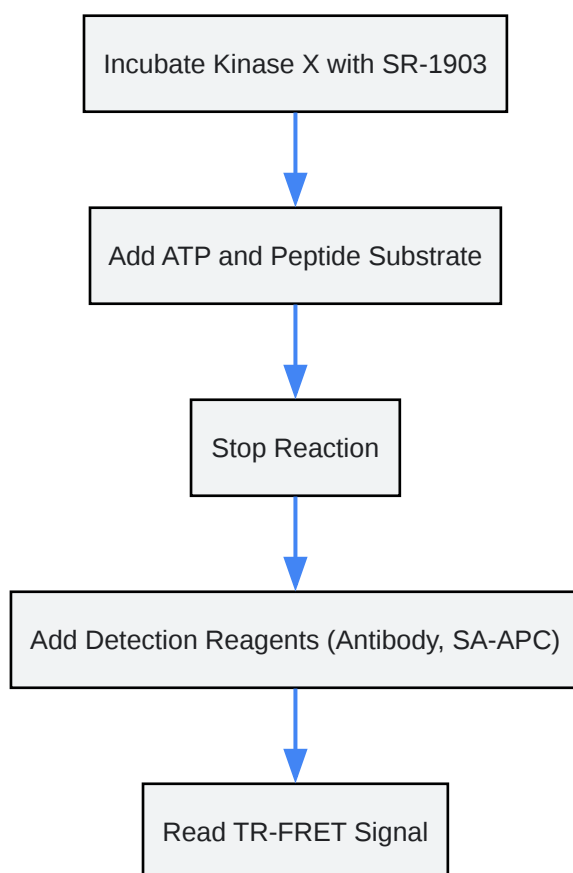 Incubate Kinase X with SR-1903
Add ATP and Peptide Substrate
Stop Reaction
Add Detection Reagents (Antibody, SA-APC)
Read TR-FRET Signal